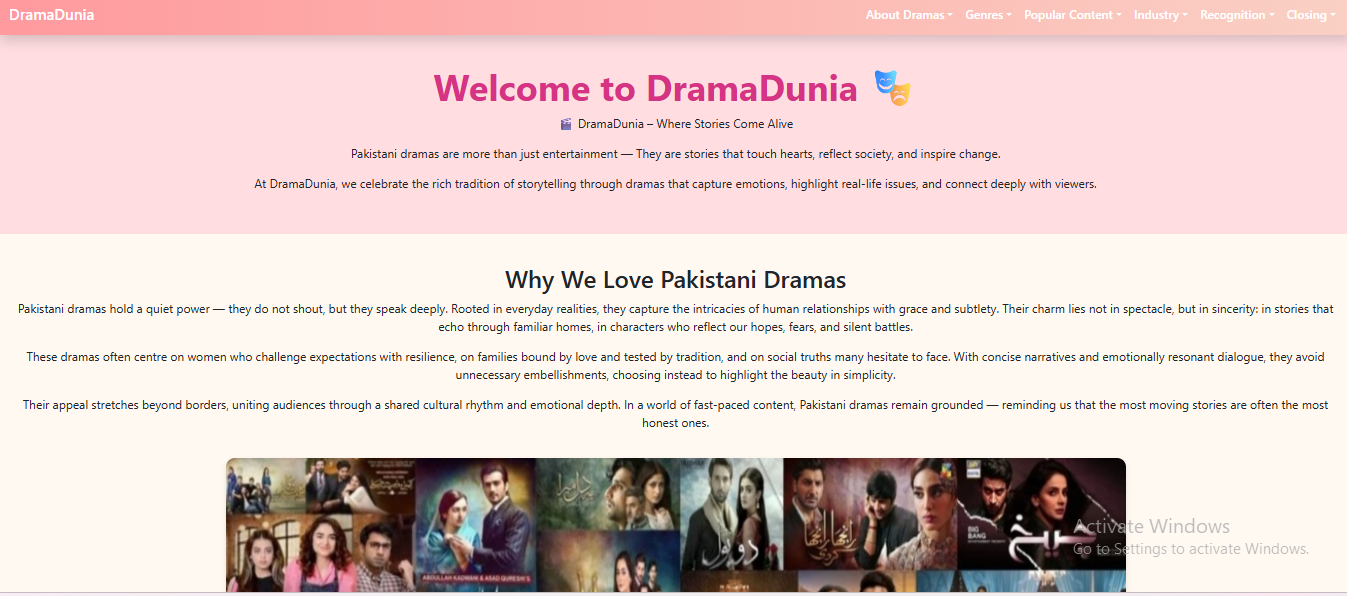 DramaDunia
About Dramas Genres Popular Content Industry Recognition Closing
Welcome to DramaDunia 🎭
🎬 DramaDunia – Where Stories Come Alive
Pakistani dramas are more than just entertainment — They are stories that touch hearts, reflect society, and inspire change.
At DramaDunia, we celebrate the rich tradition of storytelling through dramas that capture emotions, highlight real-life issues, and connect deeply with viewers.
Why We Love Pakistani Dramas
Pakistani dramas hold a quiet power — they do not shout, but they speak deeply. Rooted in everyday realities, they capture the intricacies of human relationships with grace and subtlety. Their charm lies not in spectacle, but in sincerity: in stories that
echo through familiar homes, in characters who reflect our hopes, fears, and silent battles.
These dramas often centre on women who challenge expectations with resilience, on families bound by love and tested by tradition, and on social truths many hesitate to face. With concise narratives and emotionally resonant dialogue, they avoid
unnecessary embellishments, choosing instead to highlight the beauty in simplicity.
Their appeal stretches beyond borders, uniting audiences through a shared cultural rhythm and emotional depth. In a world of fast-paced content, Pakistani dramas remain grounded — reminding us that the most moving stories are often the most
honest ones.
دو بول
رانجھا رانجھا
کردی
چیخ
BIG
BANG
ABDULLAH KADWANI & ASAD QURESHI'S
Activate Windows
Go to Settings to activate Windows.